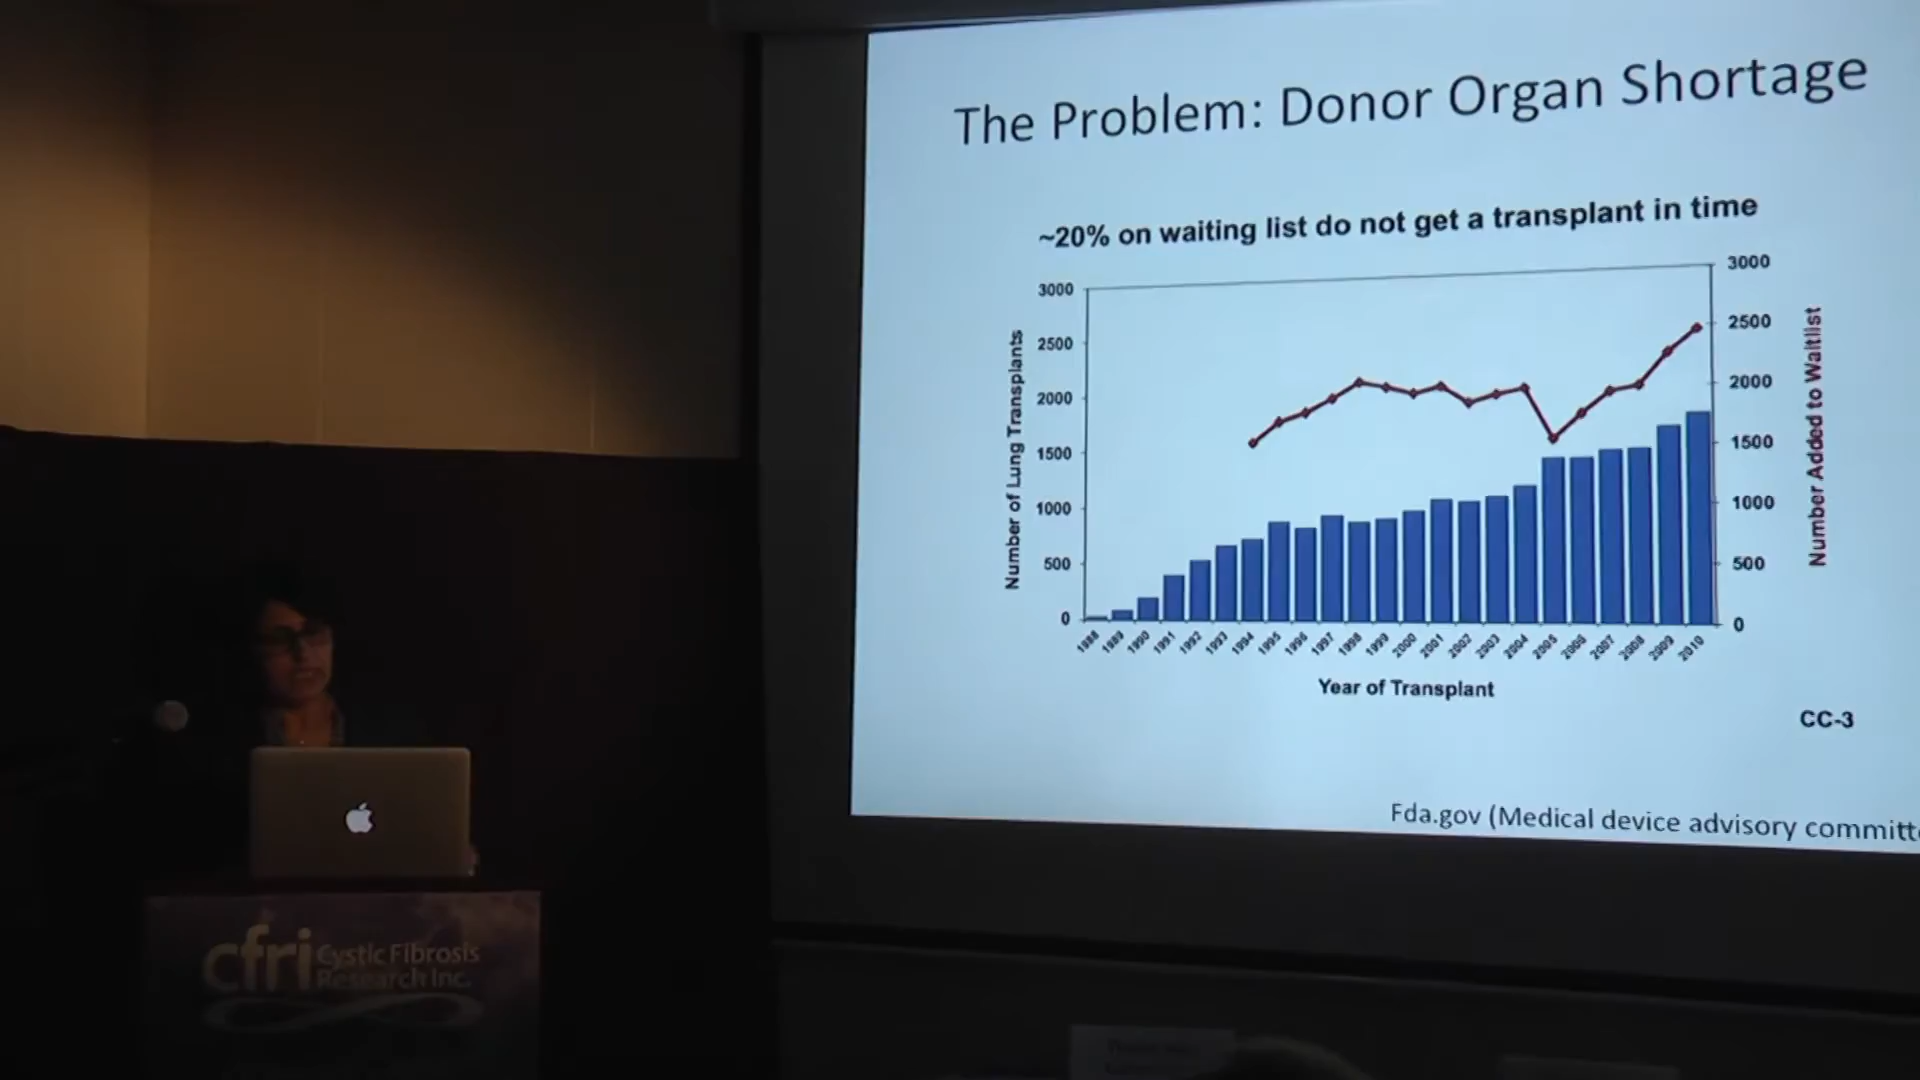 The Problem: Donor Organ Shortage
~20% on waiting list do not get a transplant in time
3000
2500
2000
1500
1000
500
0
Number of Lung Transplants
3000
2500
2000
1500
1000
500
0
Number Added to Waitlist
1988 1989 1990 1991 1992 1993 1994 1995 1996 1997 1998 1999 2000 2001 2002 2003 2004 2005 2006 2007 2008 2009 2010
Year of Transplant
CC-3
Fda.gov (Medical device advisory committe
cfri Cystic Fibrosis
Research Inc.